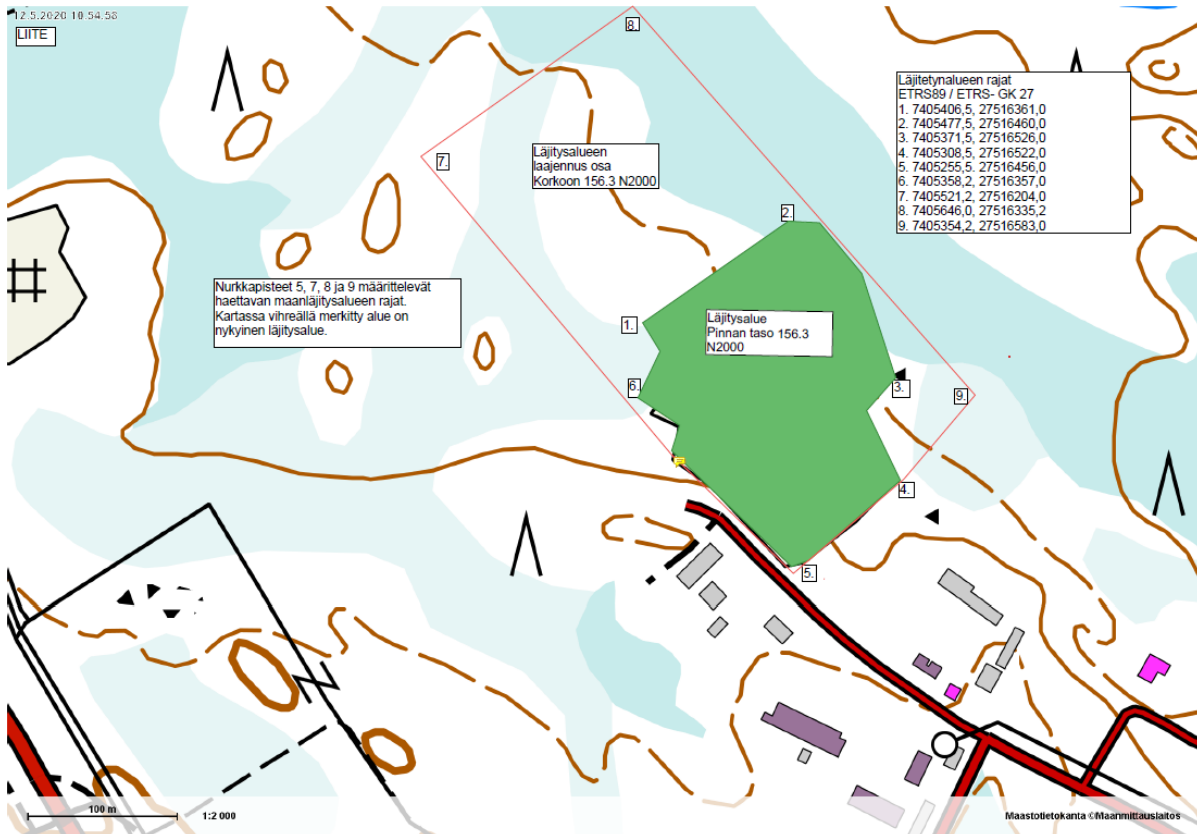 12.5.2020 10:54:58
LIITE
8.
Läjitetynalueen rajat
ETRS89 / ETRS- GK 27
1. 7405406,5, 27516361,0
2. 7405477,5, 27516460,0
3. 7405371,5, 27516526,0
4. 7405308,5, 27516522,0
5. 7405255,5, 27516456,0
6. 7405358,2, 27516357,0
7. 7405521,2, 27516204,0
8. 7405646,0, 27516335,2
9. 7405354,2, 27516583,0
7.
Läjitysalueen
laajennus osa
Korkoon 156.3 N2000
2.
Nurkkapisteet 5, 7, 8 ja 9 määrittelevät
haettavan maanläjitysalueen rajat.
Kartassa vihreällä merkitty alue on
nykyinen läjitysalue.
1.
Läjitysalue
Pinnan taso 156.3
N2000
6.
3.
9.
4.
5.
100 m
1:2 000
Maastotietokanta ©Maanmittauslaitos